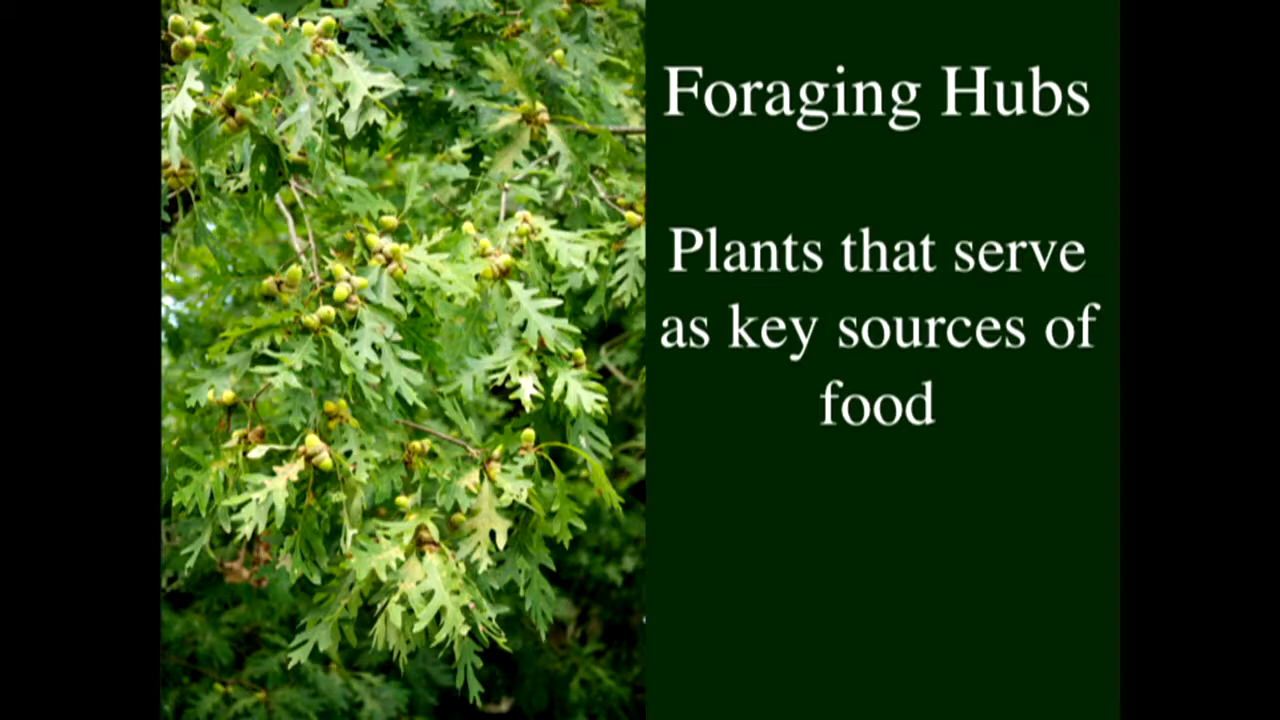 Foraging Hubs
Plants that serve
as key sources of
food